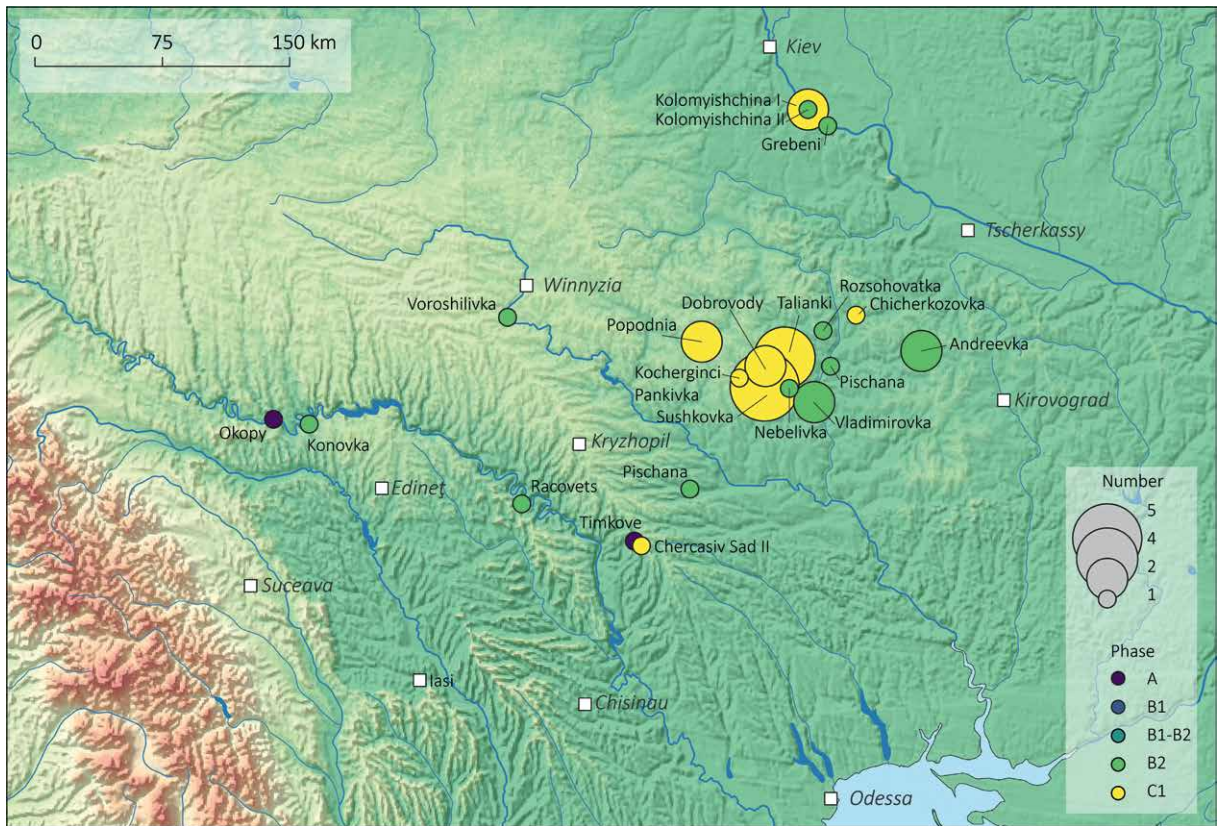 0 75 150 km
Kiev
Kolomyishchina I
Kolomyishchina II
Grebeni
Tscherkassy
Winnyzia
Voroshilivka
Dobrovody
Talianki
Rozsohovatka
Chicherkozovka
Popodnia
Andreevka
Kocherginci
Pankivka
Pischana
Sushkovka
Kirovograd
Nebelivka
Vladimirovka
Okopy
Konovka
Kryzhopil
Edineţ
Racovets
Pischana
Timkove
Chercasiv Sad II
Suceava
Iasi
Chisinau
Odessa
Number
5
4
2
1
Phase
A
B1
B1-B2
B2
C1